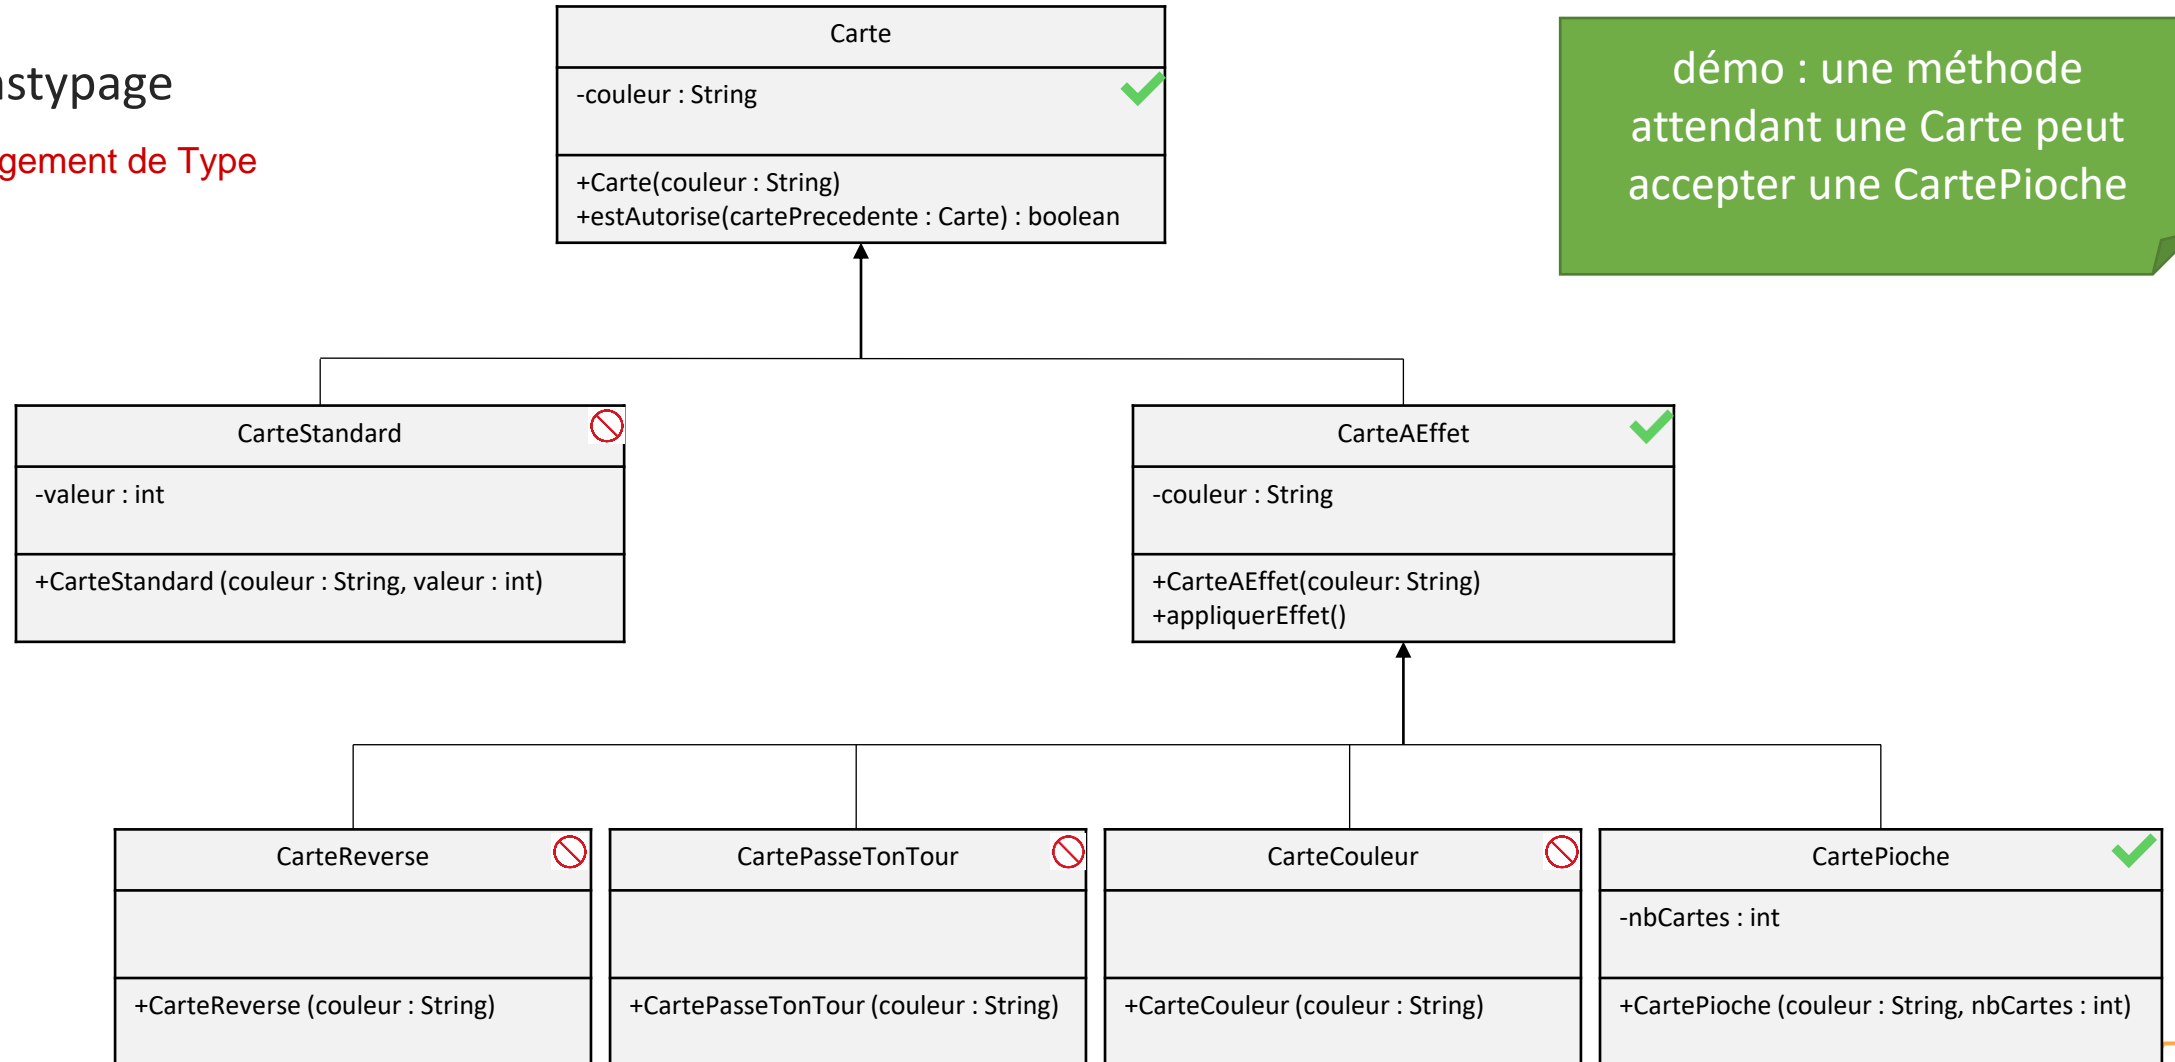 nstypage
gement de Type
Carte
-couleur : String
+Carte(couleur : String)
+estAutorise(cartePrecedente : Carte) : boolean
démo : une méthode
attendant une Carte peut
accepter une CartePioche
CarteStandard
-valeur : int
+CarteStandard (couleur : String, valeur : int)
CarteAEffet
-couleur : String
+CarteAEffet(couleur: String)
+appliquerEffet()
CarteReverse
+CarteReverse (couleur : String)
CartePasseTonTour
+CartePasseTonTour (couleur : String)
CarteCouleur
+CarteCouleur (couleur : String)
CartePioche
-nbCartes : int
+CartePioche (couleur : String, nbCartes : int)